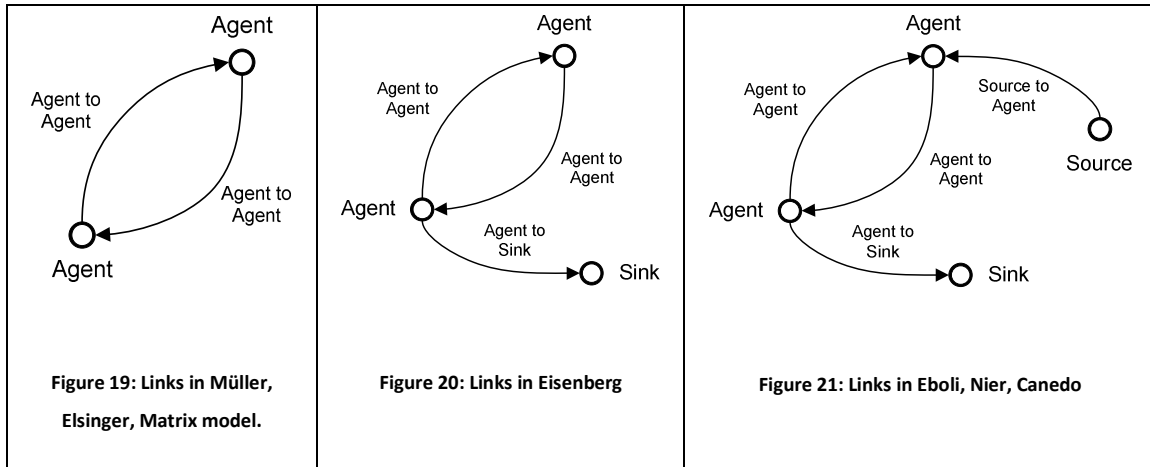 Agent
Agent to
Agent
Agent to
Agent
Agent
Figure 19: Links in Müller,
Elsinger, Matrix model.
Agent
Agent to
Agent
Agent to
Agent
Agent
Agent to
Sink
Sink
Figure 20: Links in Eisenberg
Agent
Agent to
Agent
Source to
Agent
Source
Agent to
Agent
Agent
Agent to
Sink
Sink
Figure 21: Links in Eboli, Nier, Canedo